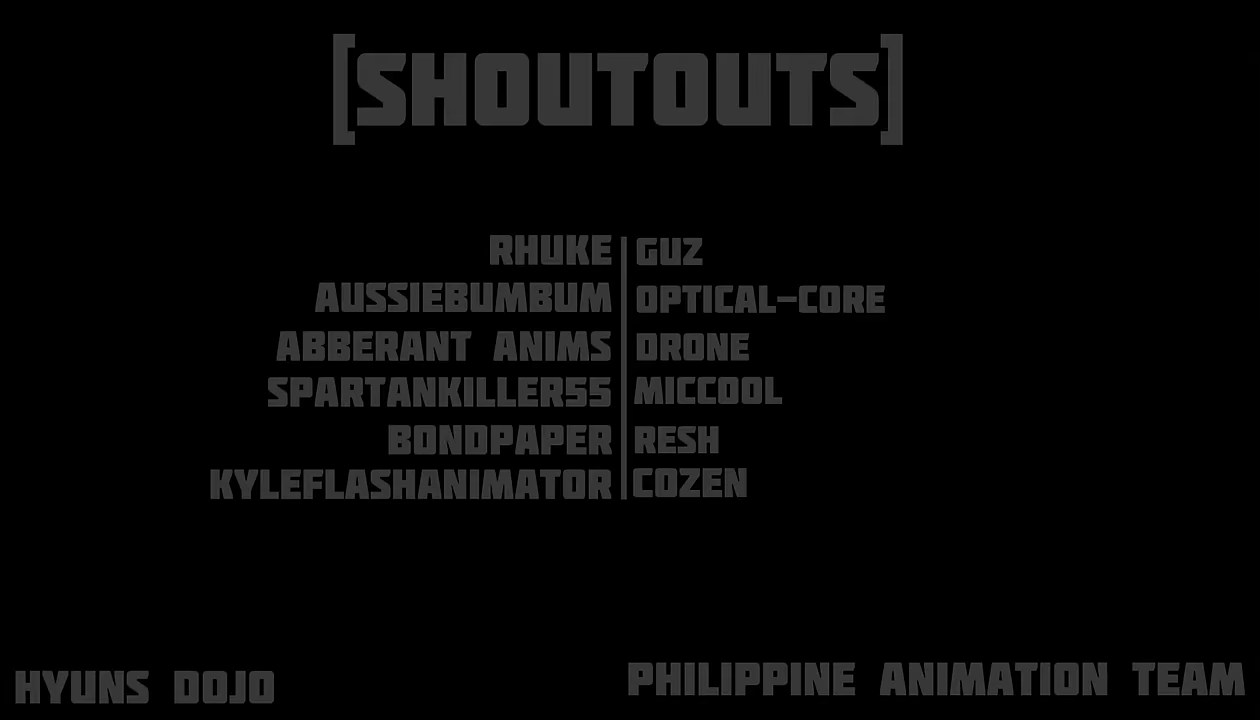 [SHOUTOUTS]
RHUKE | GUZ
AUSSIEBUMBUM | OPTICAL-CORE
ABBERANT ANIMS | DRONE
SPARTANKILLER55 | MICCOOL
BONDPAPER | RESH
KYLEFLASHANIMATOR | COZEN
HYUNS DOJO
PHILIPPINE ANIMATION TEAM